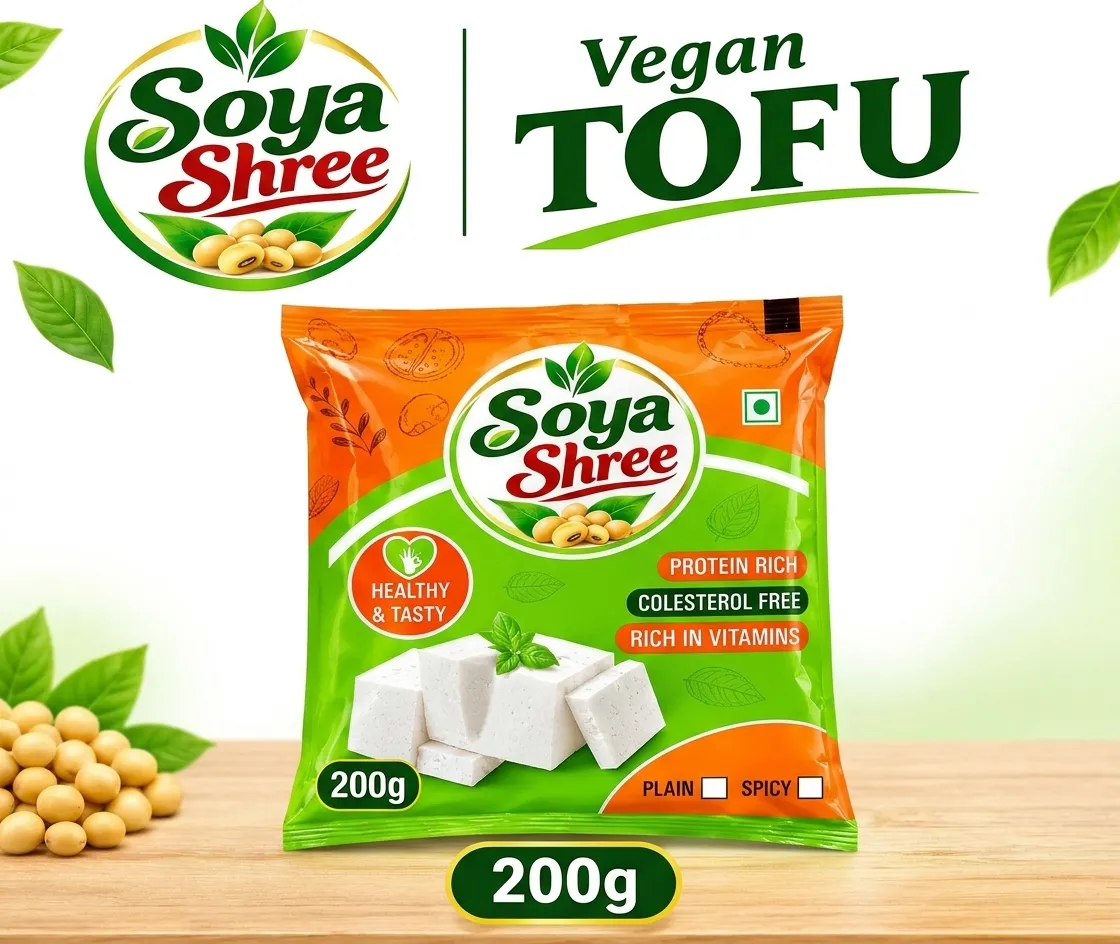 Soya
Shree
Vegan
TOFU
Soya
Shree
HEALTHY
& TASTY
PROTEIN RICH
COLESTEROL FREE
RICH IN VITAMINS
200g
PLAIN
SPICY
200g